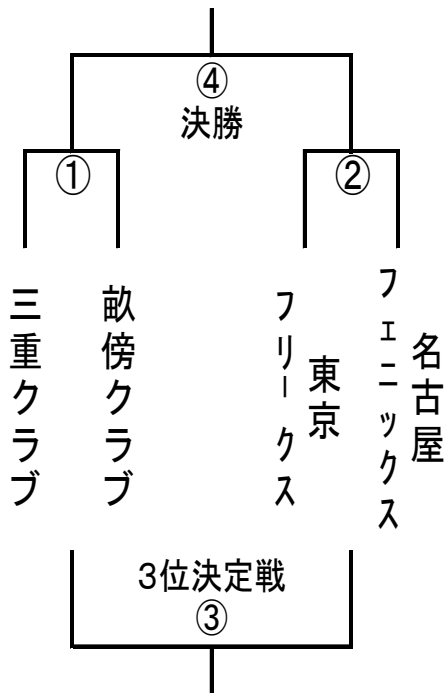 ④
決勝
①
②
三重クラブ
畝傍クラブ
東京
フリークス
名古屋
フェニックス
3位決定戦
③